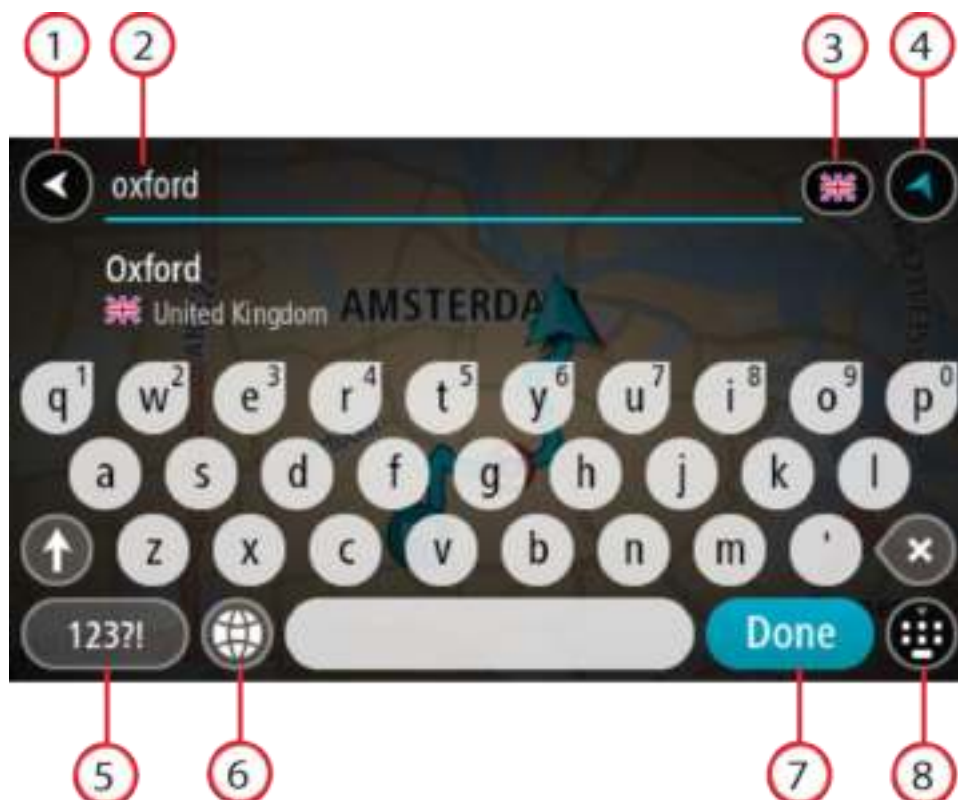 1 2 3 4
oxford
Oxford
United Kingdom AMSTERDA
q1 w2 e3 r4 t5 y6 u7 i8 o9 p0
a s d f g h j k l
z x c v b n m '
123?! Done
5 6 7 8